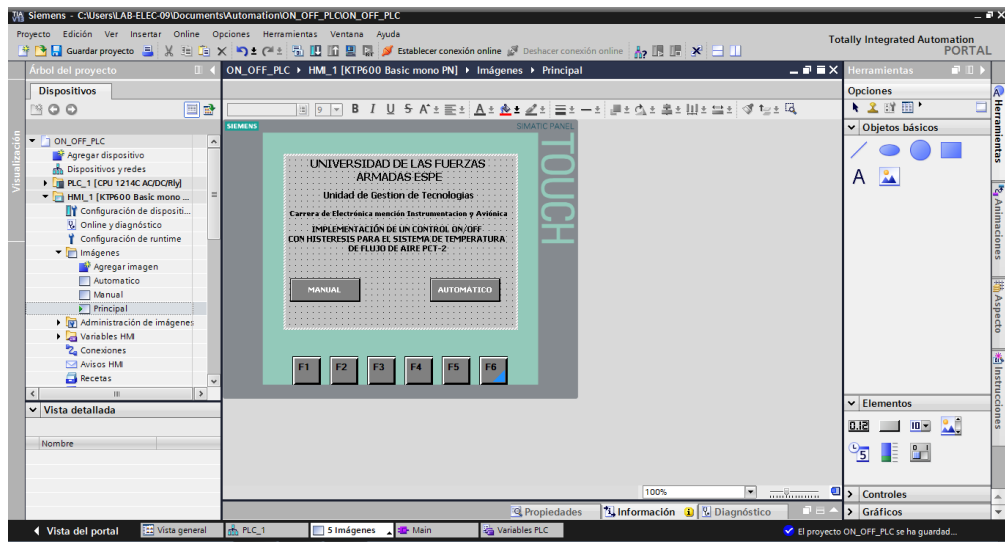 Siemens - C:\Users\LAB-ELEC-09\Documents\Automation\ON_OFF_PLC\ON_OFF_PLC
Proyecto Edición Ver Insertar Online Opciones Herramientas Ventana Ayuda
Totally Integrated Automation
PORTAL
Guardar proyecto
Establecer conexión online
Deshacer conexión online
Árbol del proyecto
ON_OFF_PLC HMI_1 [KTP600 Basic mono PN] Imágenes Principal
Herramientas
Dispositivos
Opciones
9 B I U S
Visualización
ON_OFF_PLC
Agregar dispositivo
Dispositivos y redes
PLC_1 [CPU 1214C AC/DC/Rly]
HMI_1 [KTP600 Basic mono ...
Configuración de dispositi...
Online y diagnóstico
Configuración de runtime
Imágenes
Agregar imagen
Automatico
Manual
Principal
Administración de imágenes
Variables HMI
Conexiones
Avisos HMI
Recetas
Vista detallada
Nombre
SIEMENS
SIMATIC PANEL
TOUCH
UNIVERSIDAD DE LAS FUERZAS
ARMADAS ESPE
Unidad de Gestion de Tecnologias
Carrera de Electrónica mención Instrumentacion y Aviónica
IMPLEMENTACIÓN DE UN CONTROL ON/OFF
CON HISTERESIS PARA EL SISTEMA DE TEMPERATURA
DE FLUJO DE AIRE PCT-2
MANUAL AUTOMATICO
F1 F2 F3 F4 F5 F6
100%
Propiedades Información Diagnóstico
Objetos básicos
A
Elementos
0.12
10
5
0 1
Controles
Gráficos
Herramientas
Animaciones
Aspecto
Instrucciones
Vista del portal Vista general PLC_1 5 Imágenes Main Variables PLC
El proyecto ON_OFF_PLC se ha guardad...